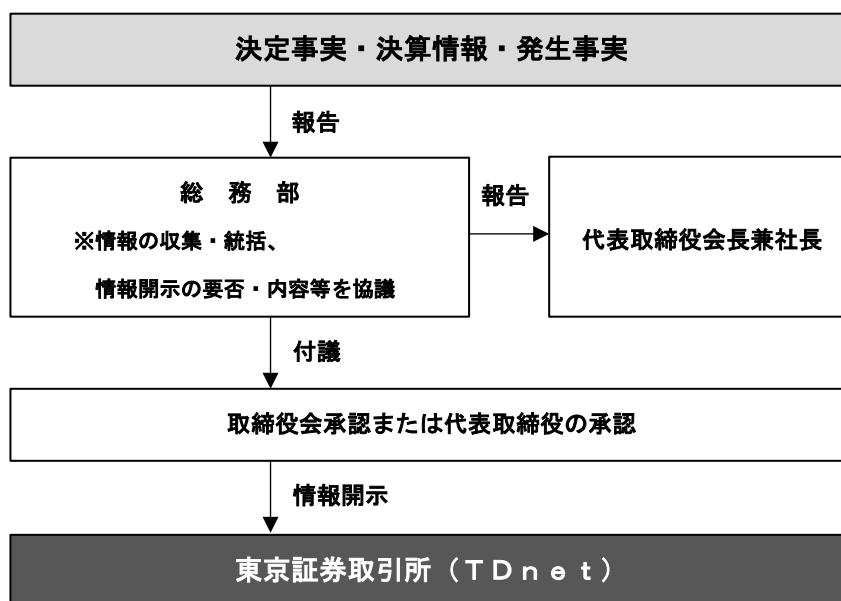 決定事実・決算情報・発生事実
報告
総　務　部
※情報の収集・統括、
情報開示の要否・内容等を協議
報告
代表取締役会長兼社長
付議
取締役会承認または代表取締役の承認
情報開示
東京証券取引所（ＴＤｎｅｔ）